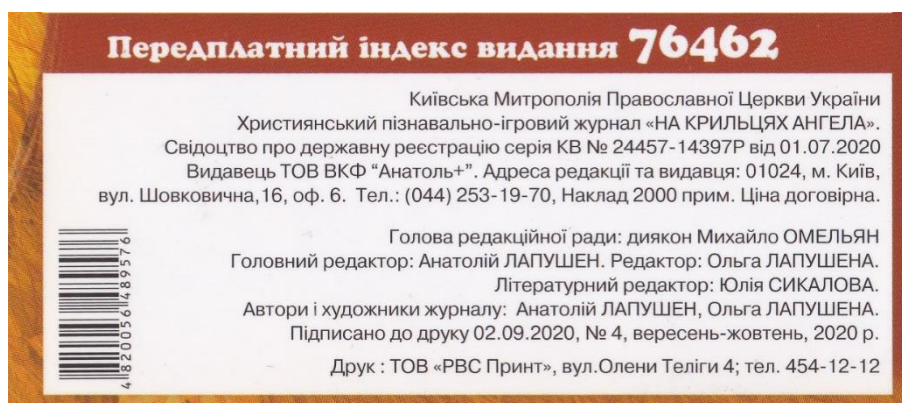 Передплатний індекс видання 76462
Київська Митрополія Православної Церкви України
Християнський пізнавально-ігровий журнал «НА КРИЛЬЦЯХ АНГЕЛА».
Свідоцтво про державну реєстрацію серія КВ № 24457-14397Р від 01.07.2020
Видавець ТОВ ВКФ “Анатоль+”. Адреса редакції та видавця: 01024, м. Київ,
вул. Шовковична,16, оф. 6. Тел.: (044) 253-19-70, Наклад 2000 прим. Ціна договірна.
Голова редакційної ради: диякон Михайло ОМЕЛЬЯН
Головний редактор: Анатолій ЛАПУШЕН. Редактор: Ольга ЛАПУШЕНА.
Літературний редактор: Юлія СИКАЛОВА.
Автори і художники журналу: Анатолій ЛАПУШЕН, Ольга ЛАПУШЕНА.
Підписано до друку 02.09.2020, № 4, вересень-жовтень, 2020 р.
Друк : ТОВ «РВС Принт», вул.Олени Теліги 4; тел. 454-12-12
4820056489576